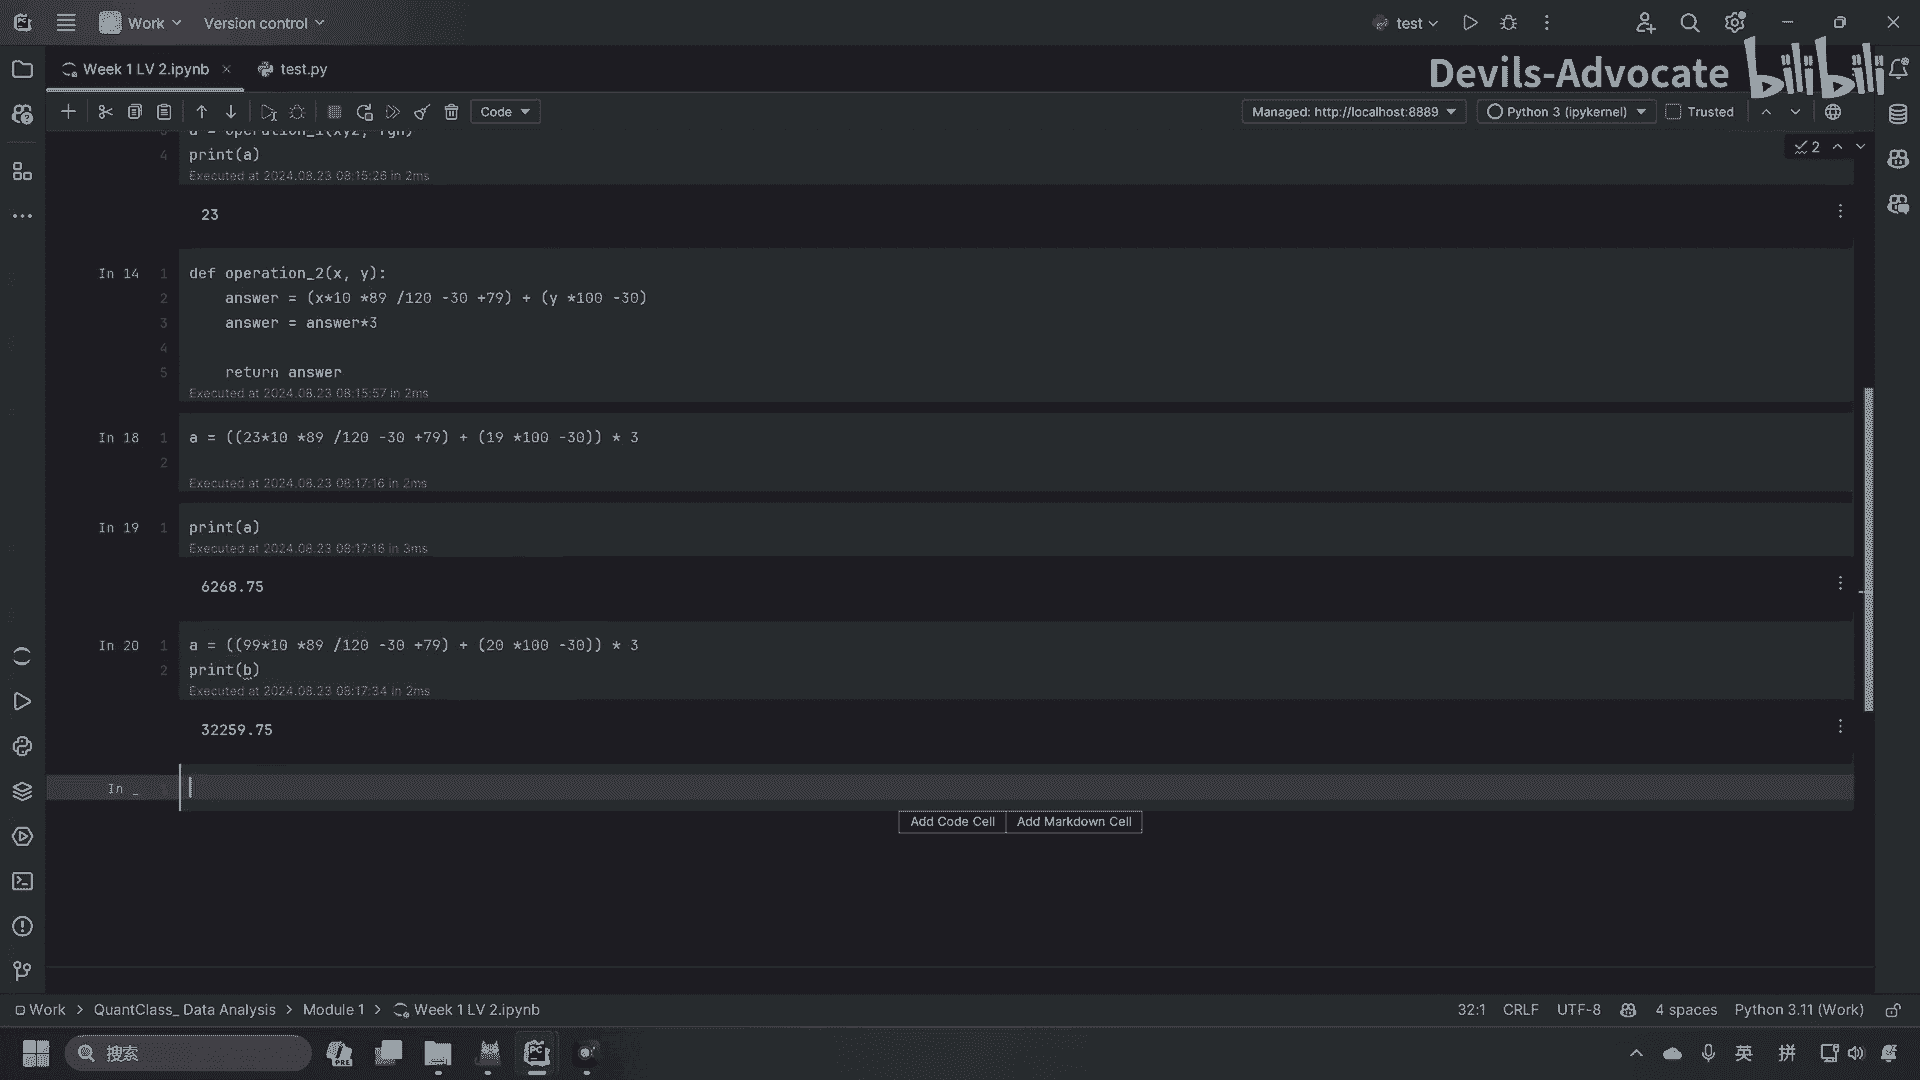 Work
Version control
test
Week 1 LV 2.ipynb
test.py
Devils-Advocate
bilibili
Code
Managed: http://localhost:8889
Python 3 (ipykernel)
Trusted
2
4 print(a)
Executed at 2024.08.23 08:15:26 in 2ms
23
In 14 1 def operation_2(x, y):
2 answer = (x*10 *89 /120 -30 +79) + (y *100 -30)
3 answer = answer*3
4
5 return answer
Executed at 2024.08.23 08:15:57 in 2ms
In 18 1 a = ((23*10 *89 /120 -30 +79) + (19 *100 -30)) * 3
2
Executed at 2024.08.23 08:17:16 in 2ms
In 19 1 print(a)
Executed at 2024.08.23 08:17:16 in 3ms
6268.75
In 20 1 a = ((99*10 *89 /120 -30 +79) + (20 *100 -30)) * 3
2 print(b)
Executed at 2024.08.23 08:17:34 in 2ms
32259.75
In _
Add Code Cell Add Markdown Cell
Work > QuantClass_ Data Analysis > Module 1 > Week 1 LV 2.ipynb
32:1 CRLF UTF-8 4 spaces Python 3.11 (Work)
搜索
PRE
英
拼